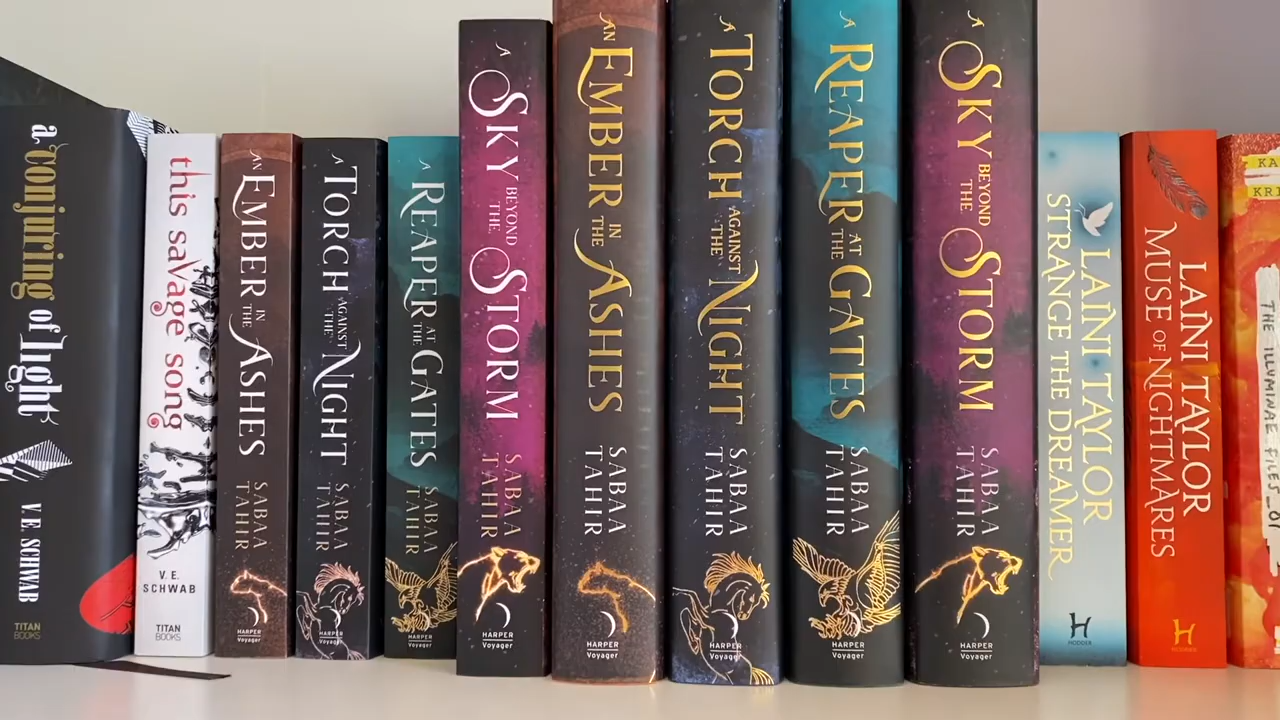 a conjuring of light
V.E. SCHWAB
TITAN
BOOKS
this savage song
V. E.
SCHWAB
TITAN
BOOKS
AN EMBER IN THE ASHES
SABAA
TAHIR
HARPER
Voyager
A TORCH AGAINST THE NIGHT
SABAA
TAHIR
HARPER
Voyager
A REAPER AT THE GATES
SABAA
TAHIR
HARPER
Voyager
A SKY BEYOND THE STORM
SABAA
TAHIR
HARPER
Voyager
AN EMBER IN THE ASHES
SABAA
TAHIR
HARPER
Voyager
A TORCH AGAINST THE NIGHT
SABAA
TAHIR
HARPER
Voyager
A REAPER AT THE GATES
SABAA
TAHIR
HARPER
Voyager
A SKY BEYOND THE STORM
SABAA
TAHIR
HARPER
Voyager
LAINI TAYLOR
STRANGE THE DREAMER
H
HODDER
LAINI TAYLOR
MUSE OF NIGHTMARES
H
HODDER
KA
KRI
THE ILLUMINAE FILES_01